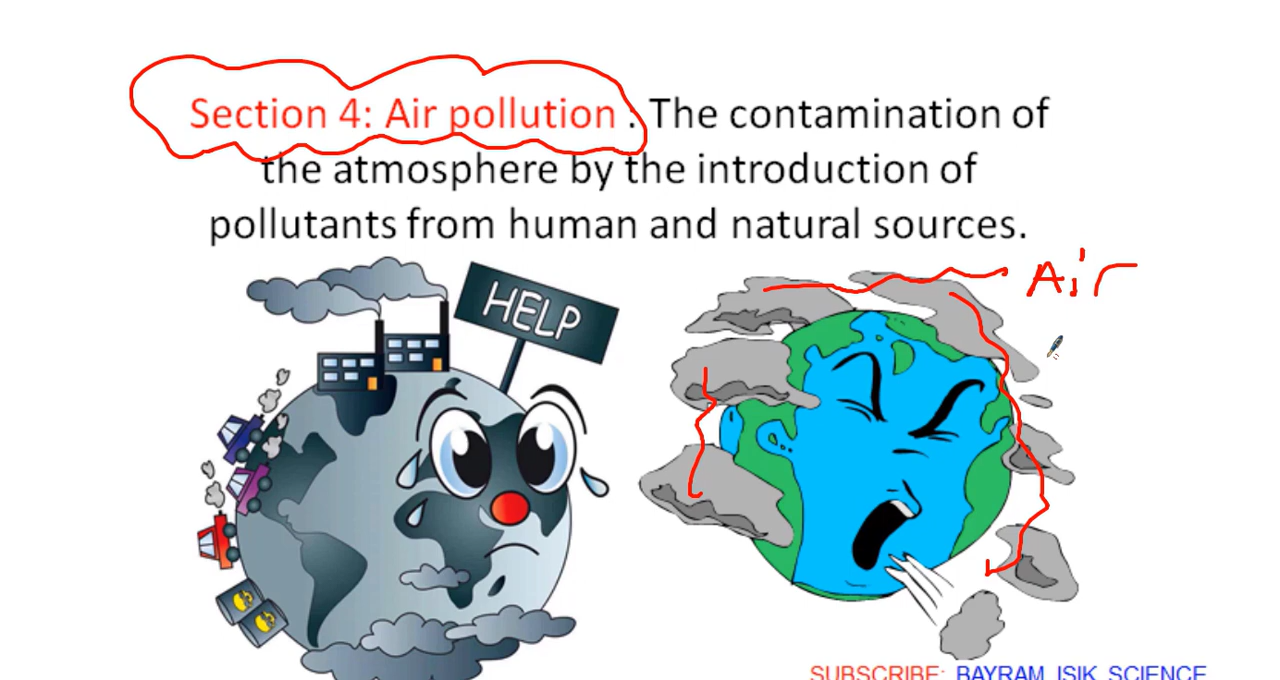 Section 4: Air pollution . The contamination of
the atmosphere by the introduction of
pollutants from human and natural sources.
HELP
Air
SUBSCRIBE: BAYRAM ISIK SCIENCE